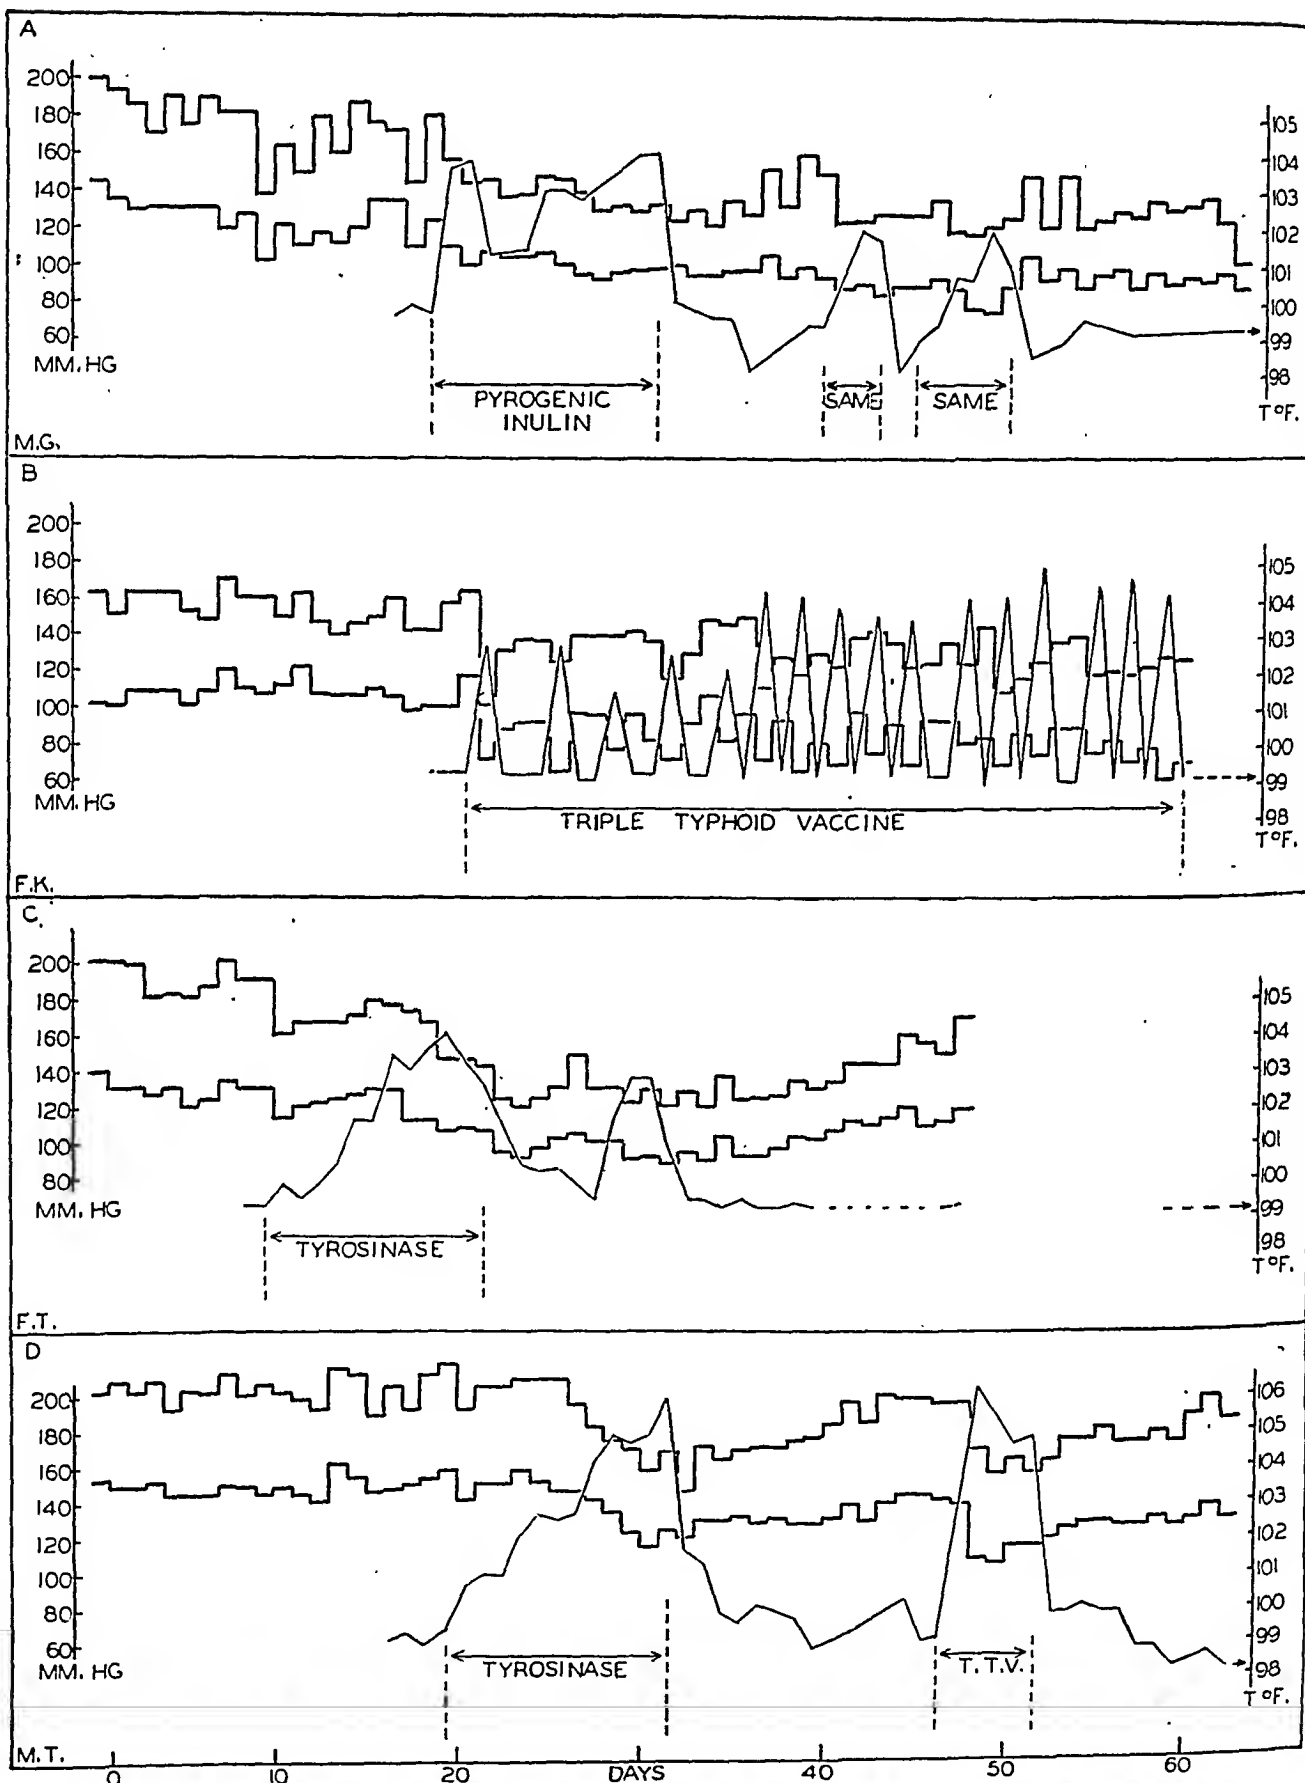 A
200
180
160
140
120
100
80
60
MM. HG
105
104
103
102
101
100
99
98
T°F.
PYROGENIC
INULIN
SAME
SAME
M.G.
B
200
180
160
140
120
100
80
60
MM. HG
105
104
103
102
101
100
99
98
T°F.
TRIPLE TYPHOID VACCINE
F.K.
C.
200
180
160
140
120
100
80
MM. HG
105
104
103
102
101
100
99
98
T°F.
TYROSINASE
F.T.
D
200
180
160
140
120
100
80
60
MM. HG
106
105
104
103
102
101
100
99
98
T°F.
TYROSINASE
T.T.V.
M.T.
0 10 20 DAYS 40 50 60